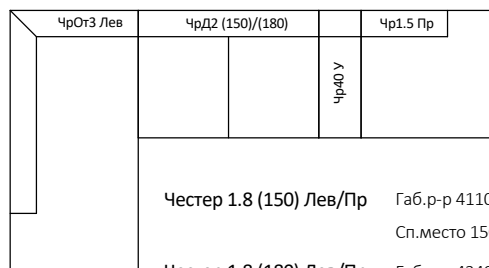 ЧрОт3 Лев
ЧрД2 (150)/(180)
Чр1.5 Пр
Чр40 У
Честер 1.8 (150) Лев/Пр
Габ.р-р 4110
Сп.место 15